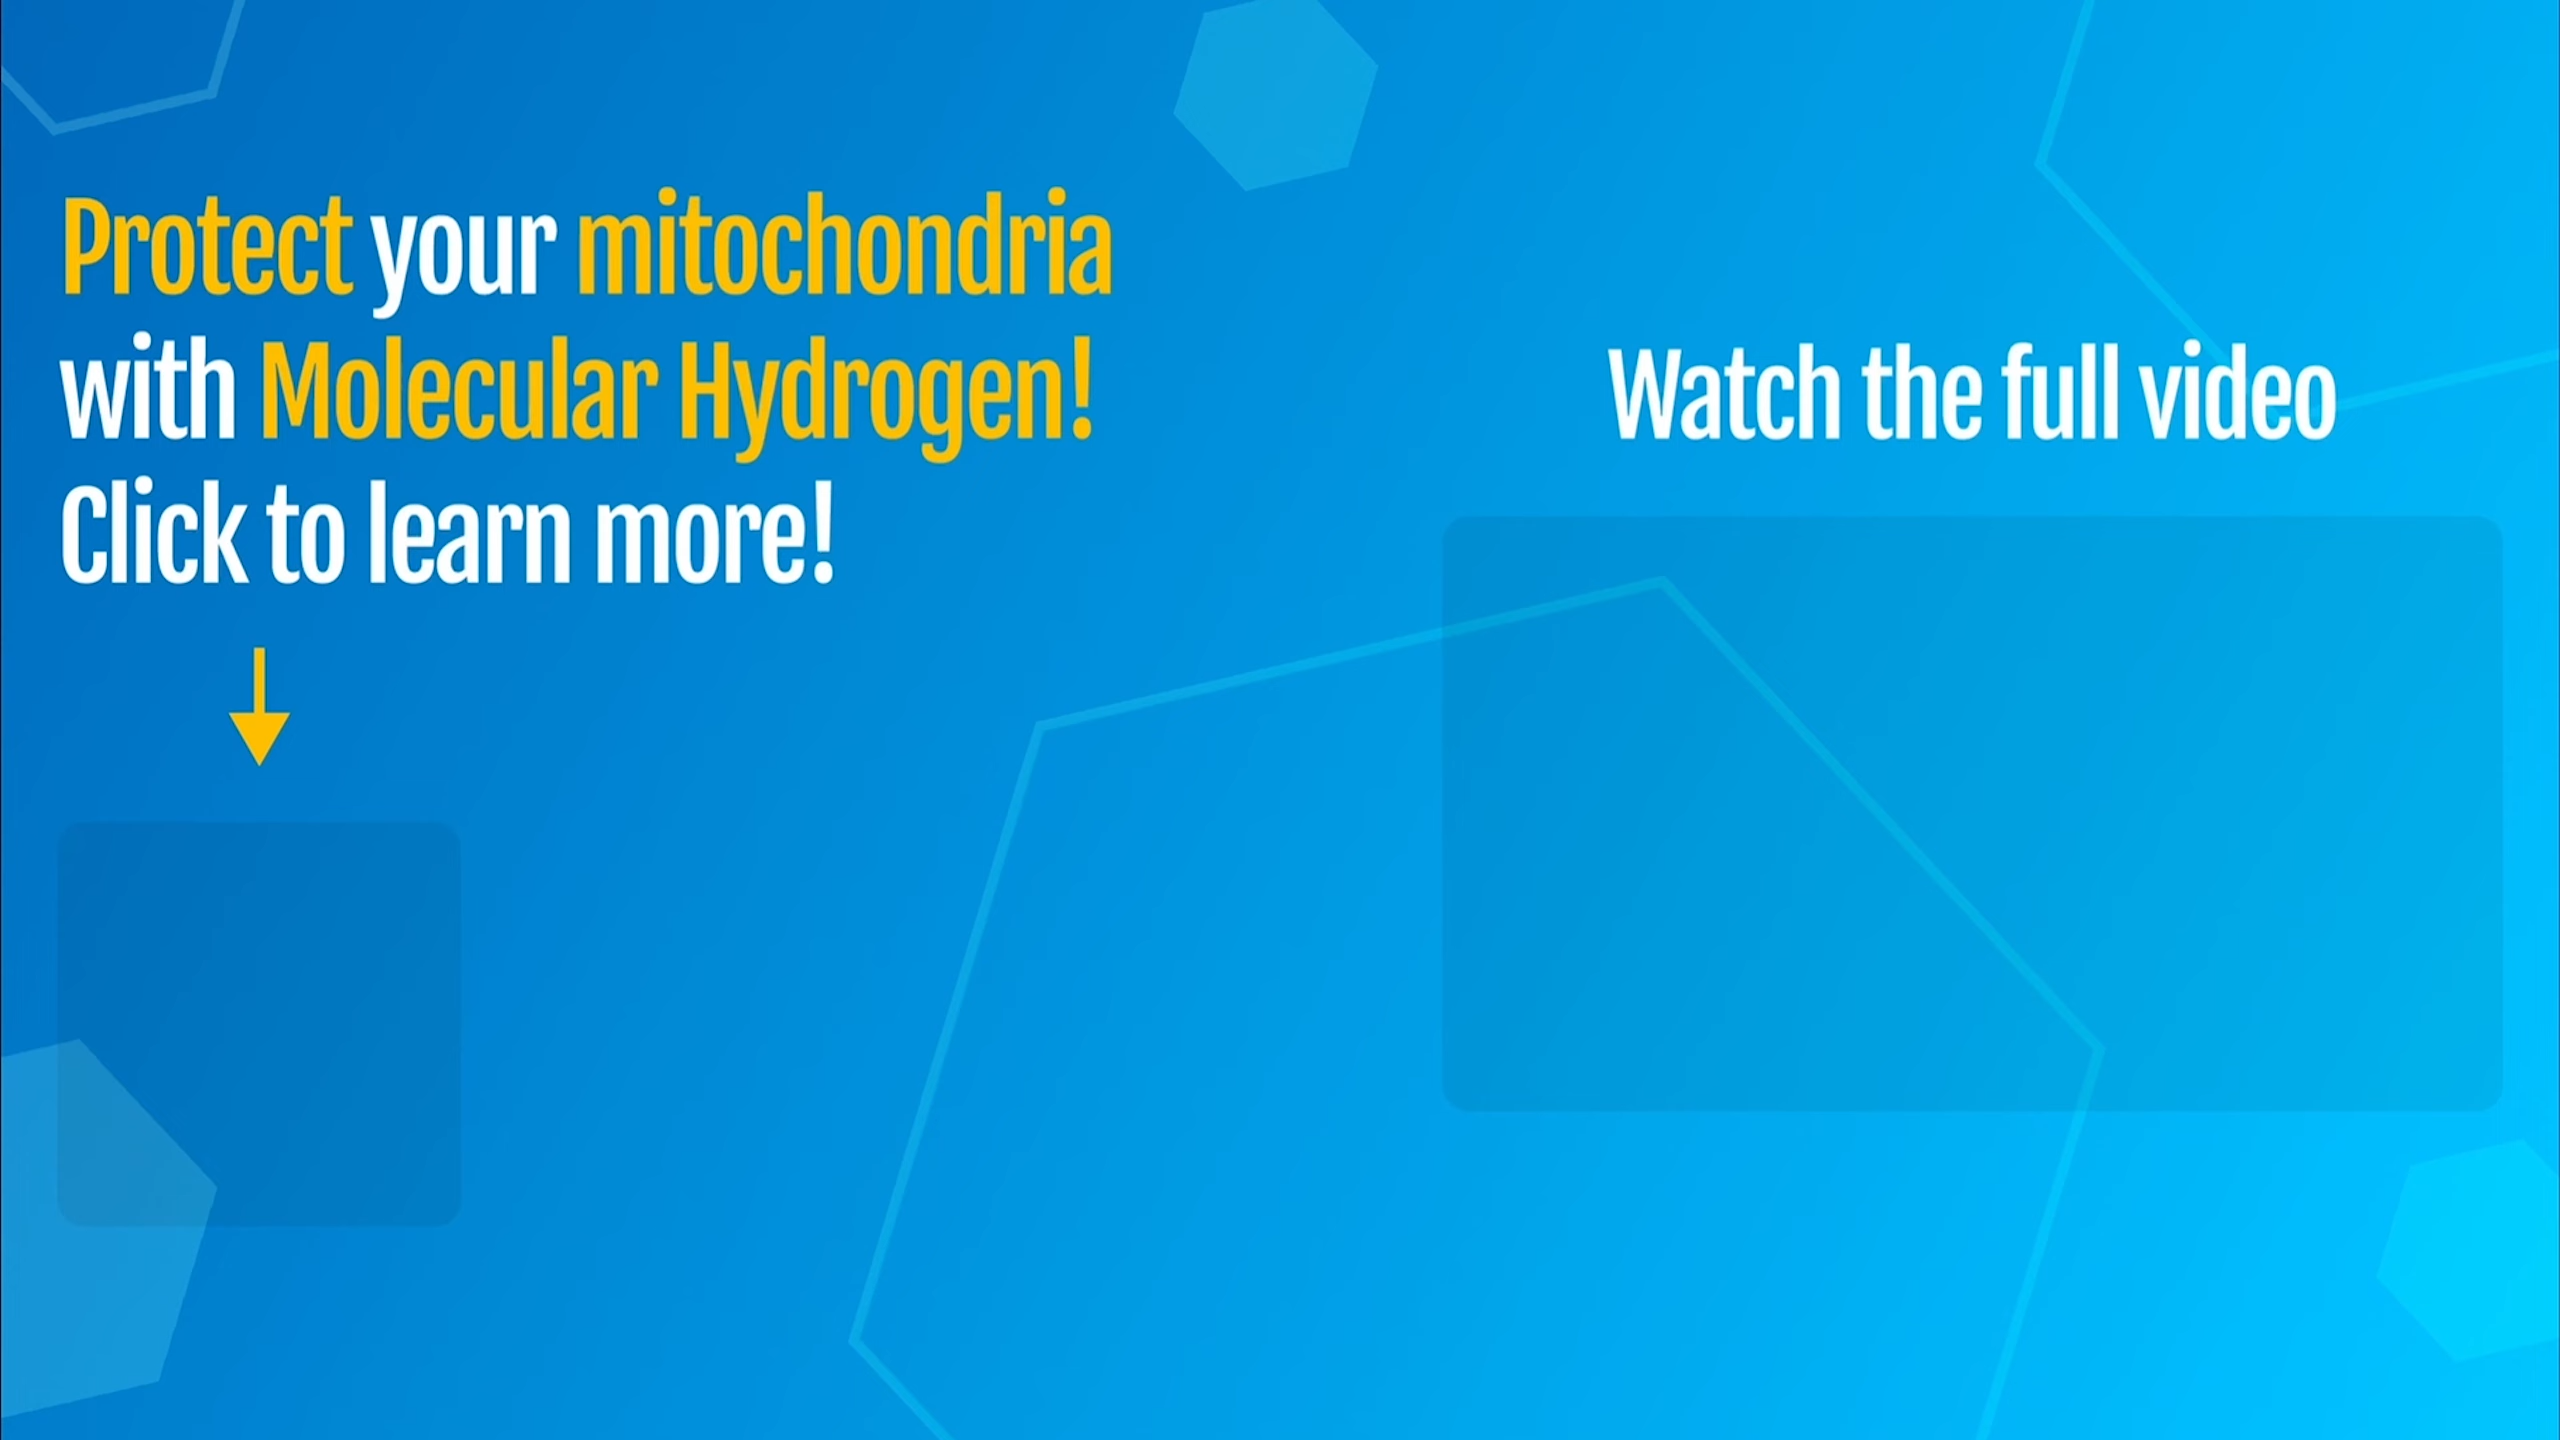 Protect your mitochondria
with Molecular Hydrogen!
Click to learn more!
Watch the full video